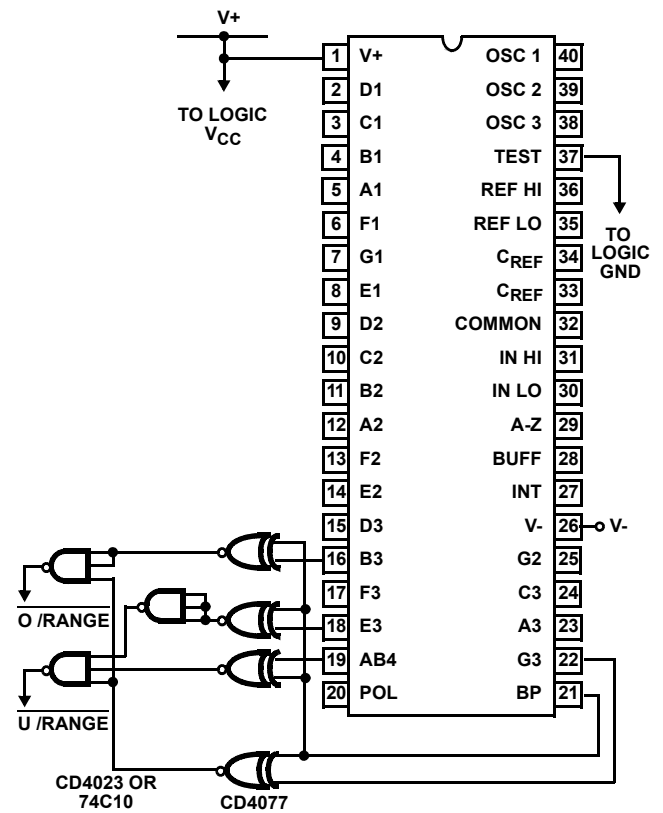 V+
TO LOGIC
VCC
1 V+ OSC 1 40
2 D1 OSC 2 39
3 C1 OSC 3 38
4 B1 TEST 37
5 A1 REF HI 36
6 F1 REF LO 35
7 G1 CREF 34
8 E1 CREF 33
9 D2 COMMON 32
10 C2 IN HI 31
11 B2 IN LO 30
12 A2 A-Z 29
13 F2 BUFF 28
14 E2 INT 27
15 D3 V- 26 V-
16 B3 G2 25
17 F3 C3 24
18 E3 A3 23
19 AB4 G3 22
20 POL BP 21
TO
LOGIC
GND
O /RANGE
U /RANGE
CD4023 OR
74C10
CD4077